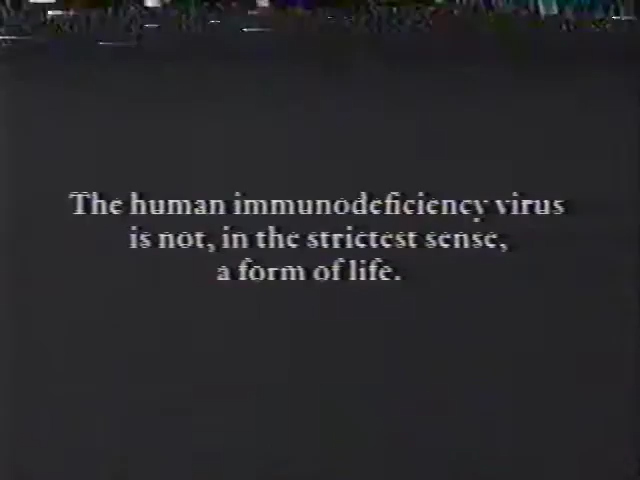 The human immunodeficiency virus
is not, in the strictest sense,
a form of life.